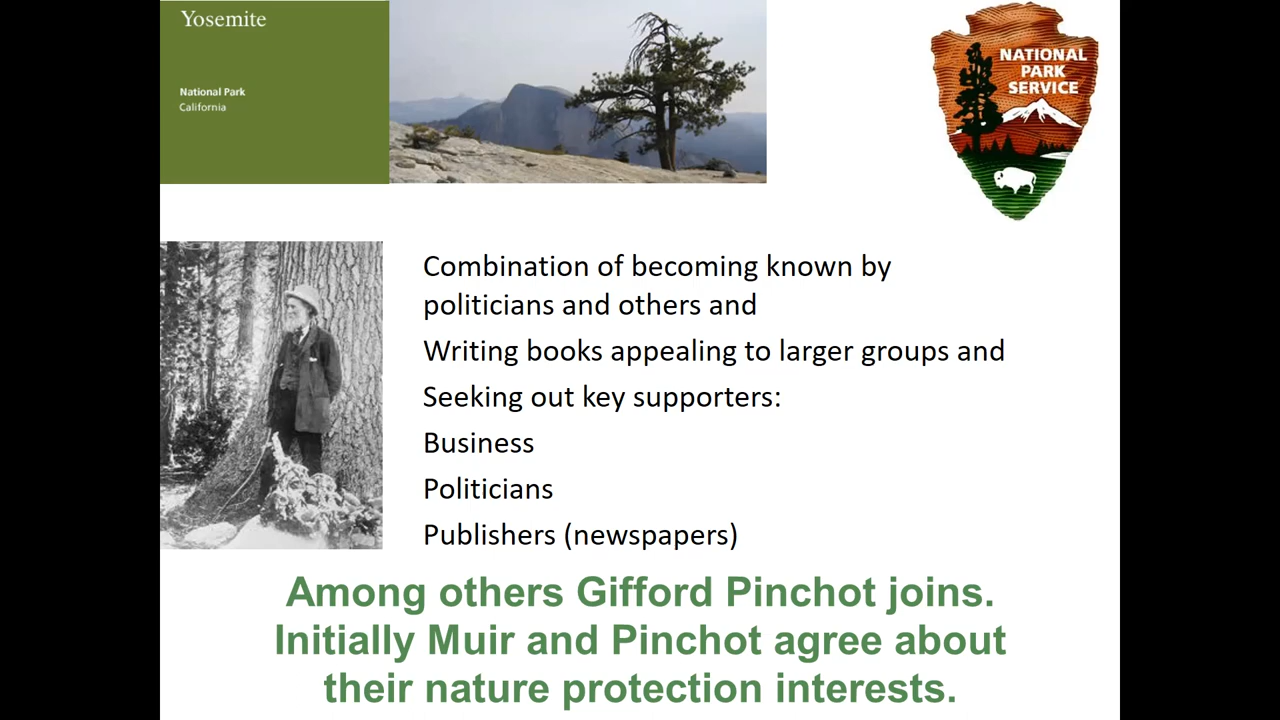 Yosemite
National Park
California
NATIONAL
PARK
SERVICE
Combination of becoming known by
politicians and others and
Writing books appealing to larger groups and
Seeking out key supporters:
Business
Politicians
Publishers (newspapers)
Among others Gifford Pinchot joins.
Initially Muir and Pinchot agree about
their nature protection interests.